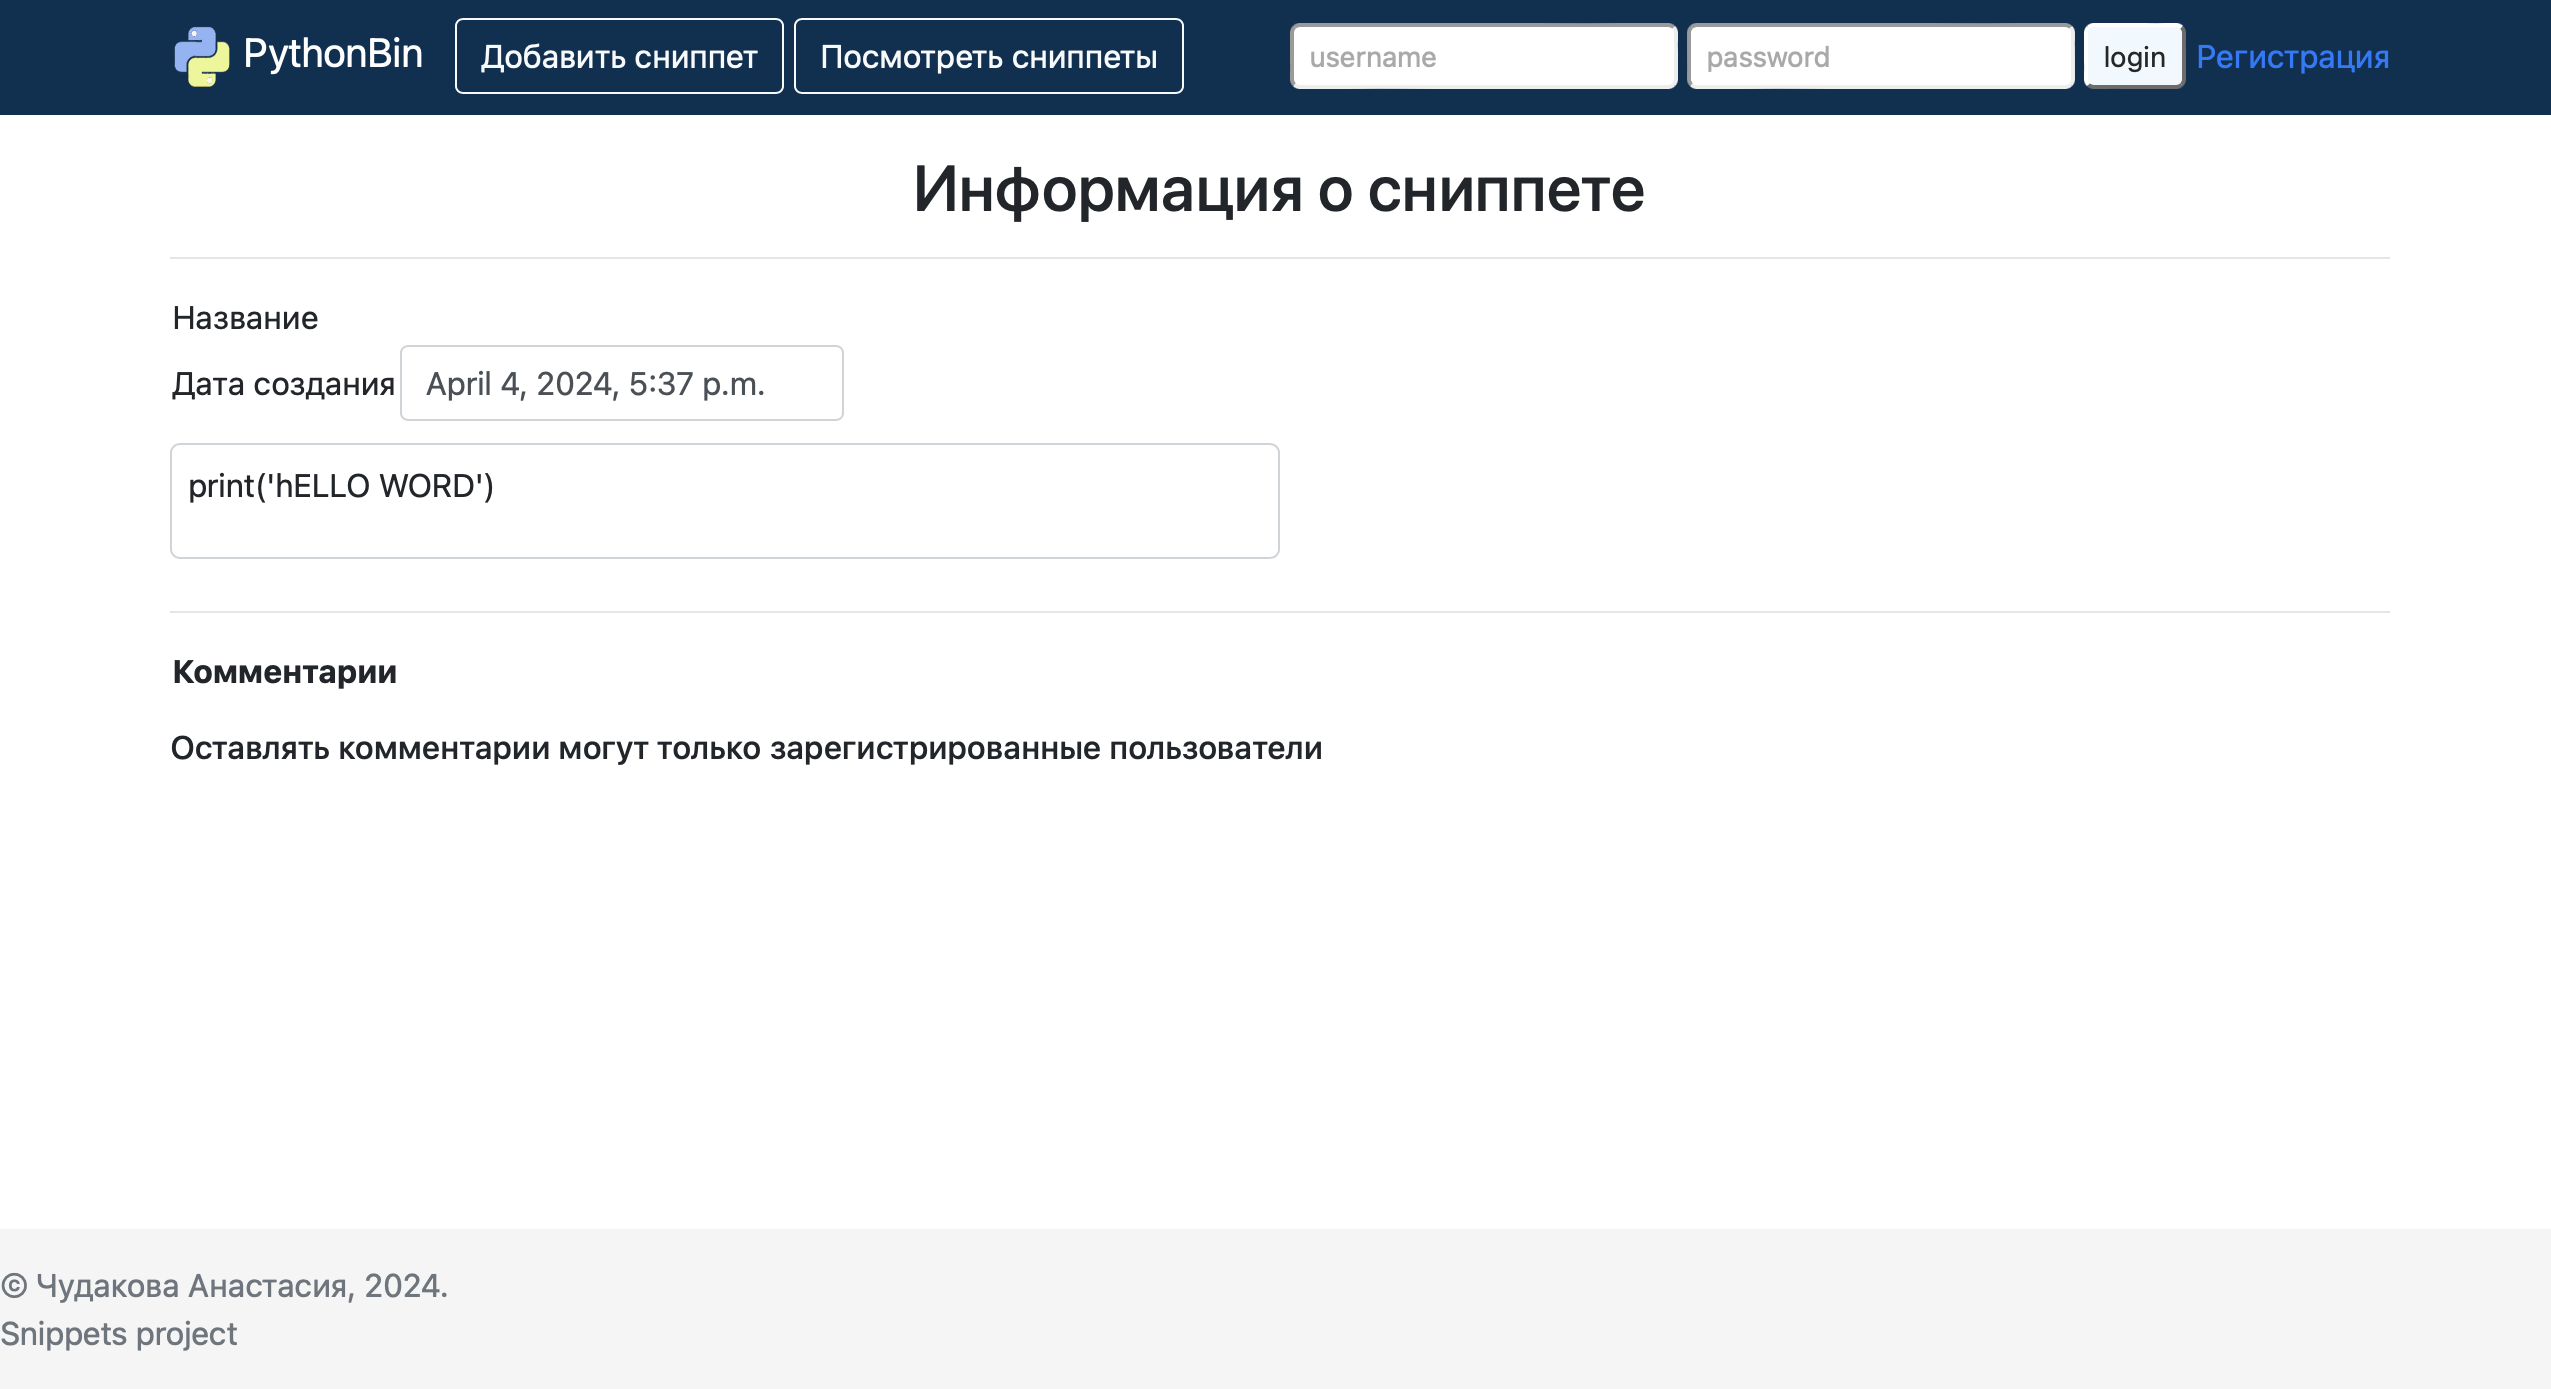 PythonBin Добавить сниппет Посмотреть сниппеты username password login Регистрация
Информация о сниппете
Название
Дата создания April 4, 2024, 5:37 p.m.
print('hELLO WORD')
Комментарии
Оставлять комментарии могут только зарегистрированные пользователи
© Чудакова Анастасия, 2024.
Snippets project